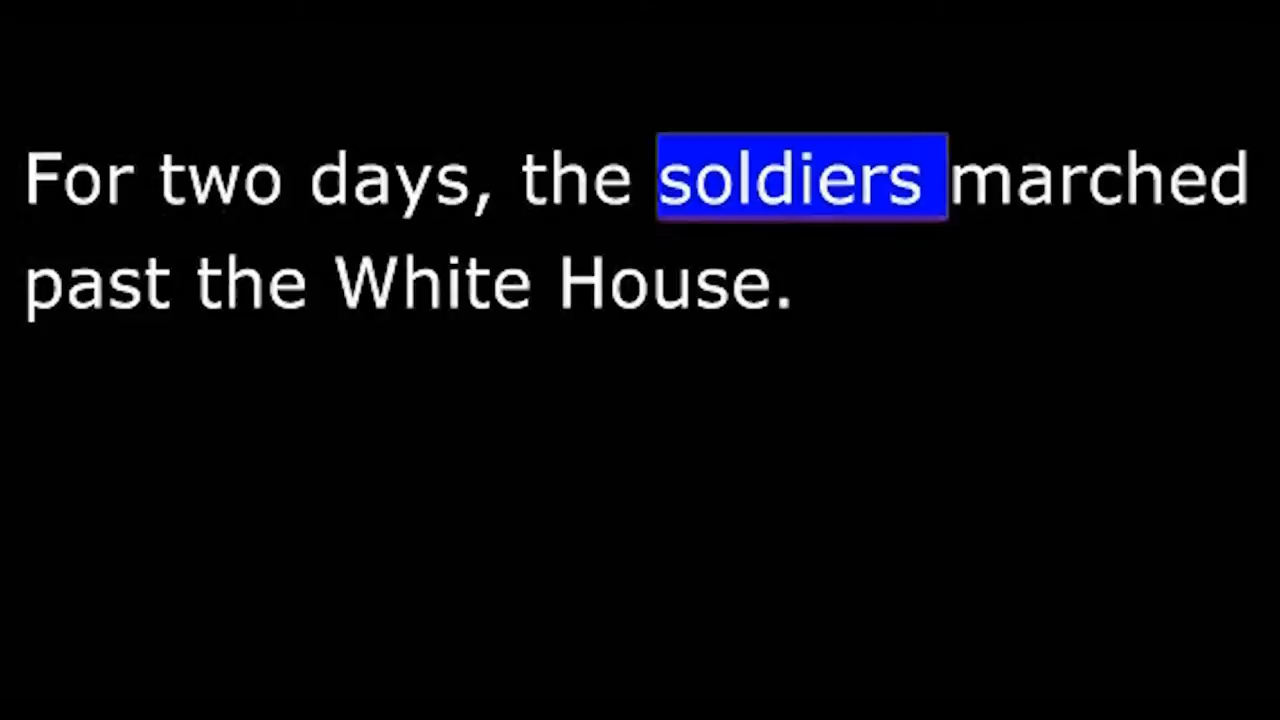 For two days, the soldiers marched
past the White House.